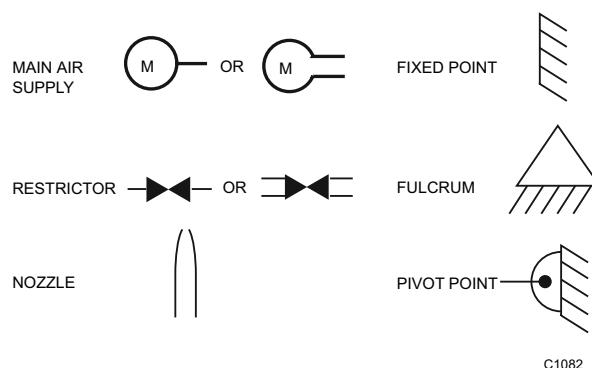 MAIN AIR
SUPPLY
M
OR
M
RESTRICTOR
OR
NOZZLE
FIXED POINT
FULCRUM
PIVOT POINT
C1082